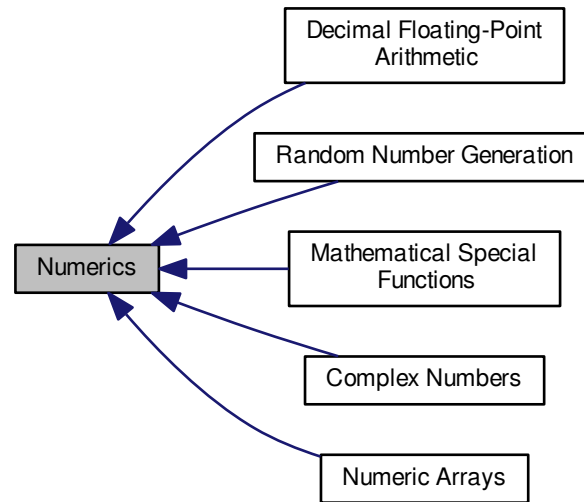 Decimal Floating-Point
Arithmetic
Random Number Generation
Mathematical Special
Functions
Numerics
Complex Numbers
Numeric Arrays